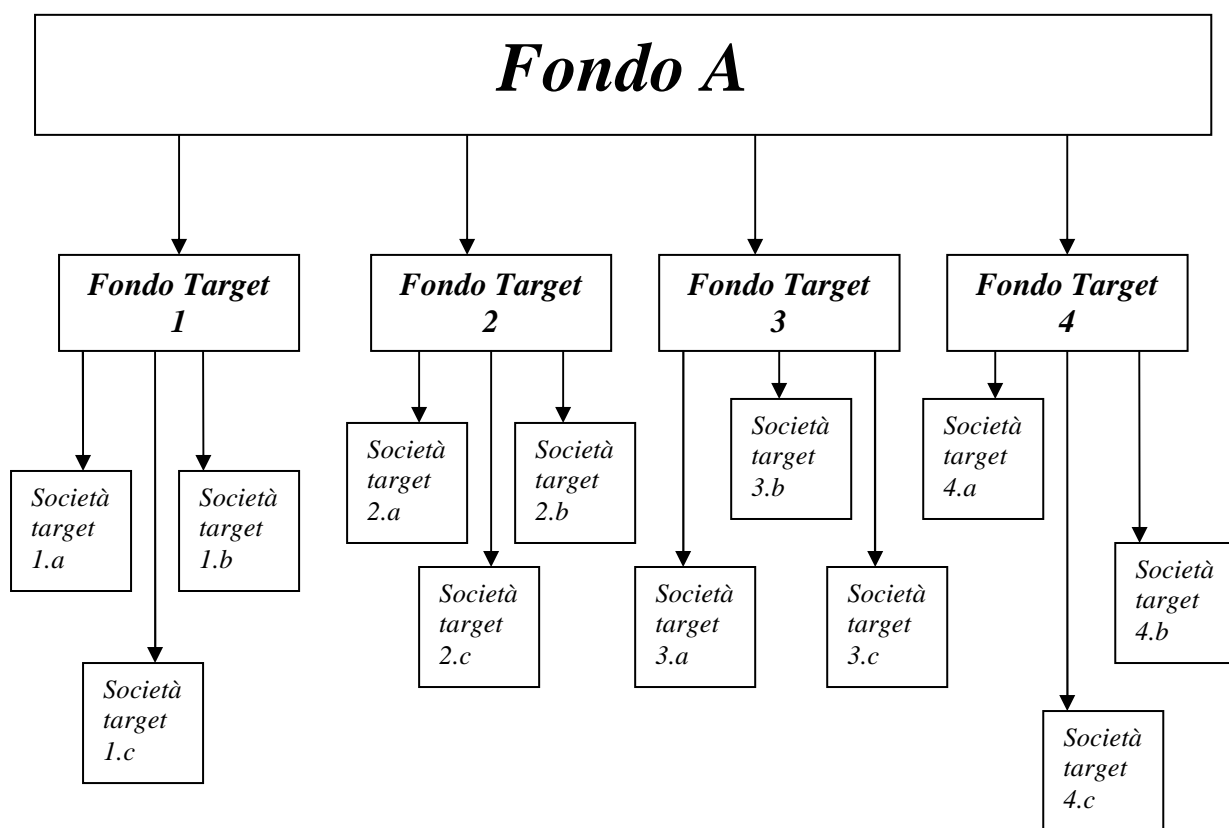 Fondo A
Fondo Target
1
Fondo Target
2
Fondo Target
3
Fondo Target
4
Società
target
1.a
Società
target
1.b
Società
target
1.c
Società
target
2.a
Società
target
2.b
Società
target
2.c
Società
target
3.a
Società
target
3.b
Società
target
3.c
Società
target
4.a
Società
target
4.b
Società
target
4.c